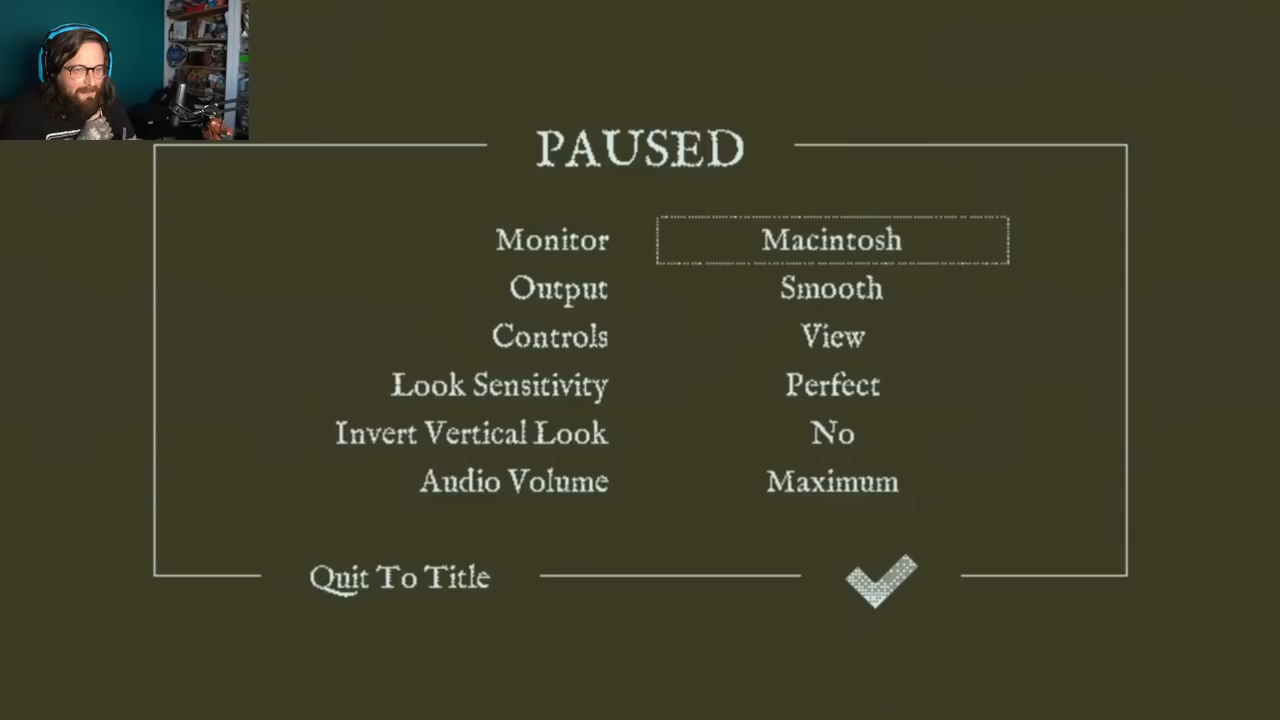 PAUSED
Monitor Macintosh
Output Smooth
Controls View
Look Sensitivity Perfect
Invert Vertical Look No
Audio Volume Maximum
Quit To Title